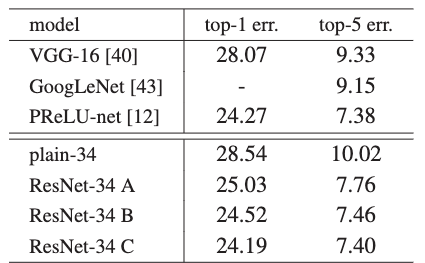 model top-1 err. top-5 err.
VGG-16 [40] 28.07 9.33
GoogLeNet [43] - 9.15
PReLU-net [12] 24.27 7.38
plain-34 28.54 10.02
ResNet-34 A 25.03 7.76
ResNet-34 B 24.52 7.46
ResNet-34 C 24.19 7.40